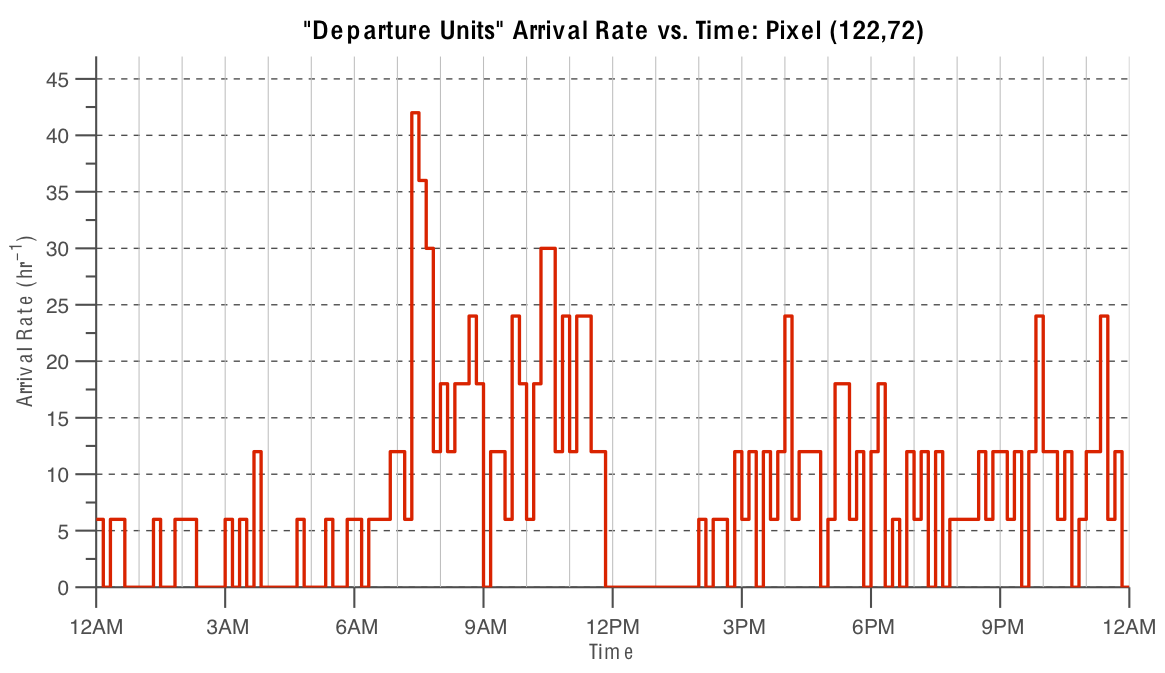 "Departure Units" Arrival Rate vs. Time: Pixel (122,72)
45
40
35
30
25
20
15
10
5
0
Arrival Rate (hr⁻¹)
12AM 3AM 6AM 9AM 12PM 3PM 6PM 9PM 12AM
Time